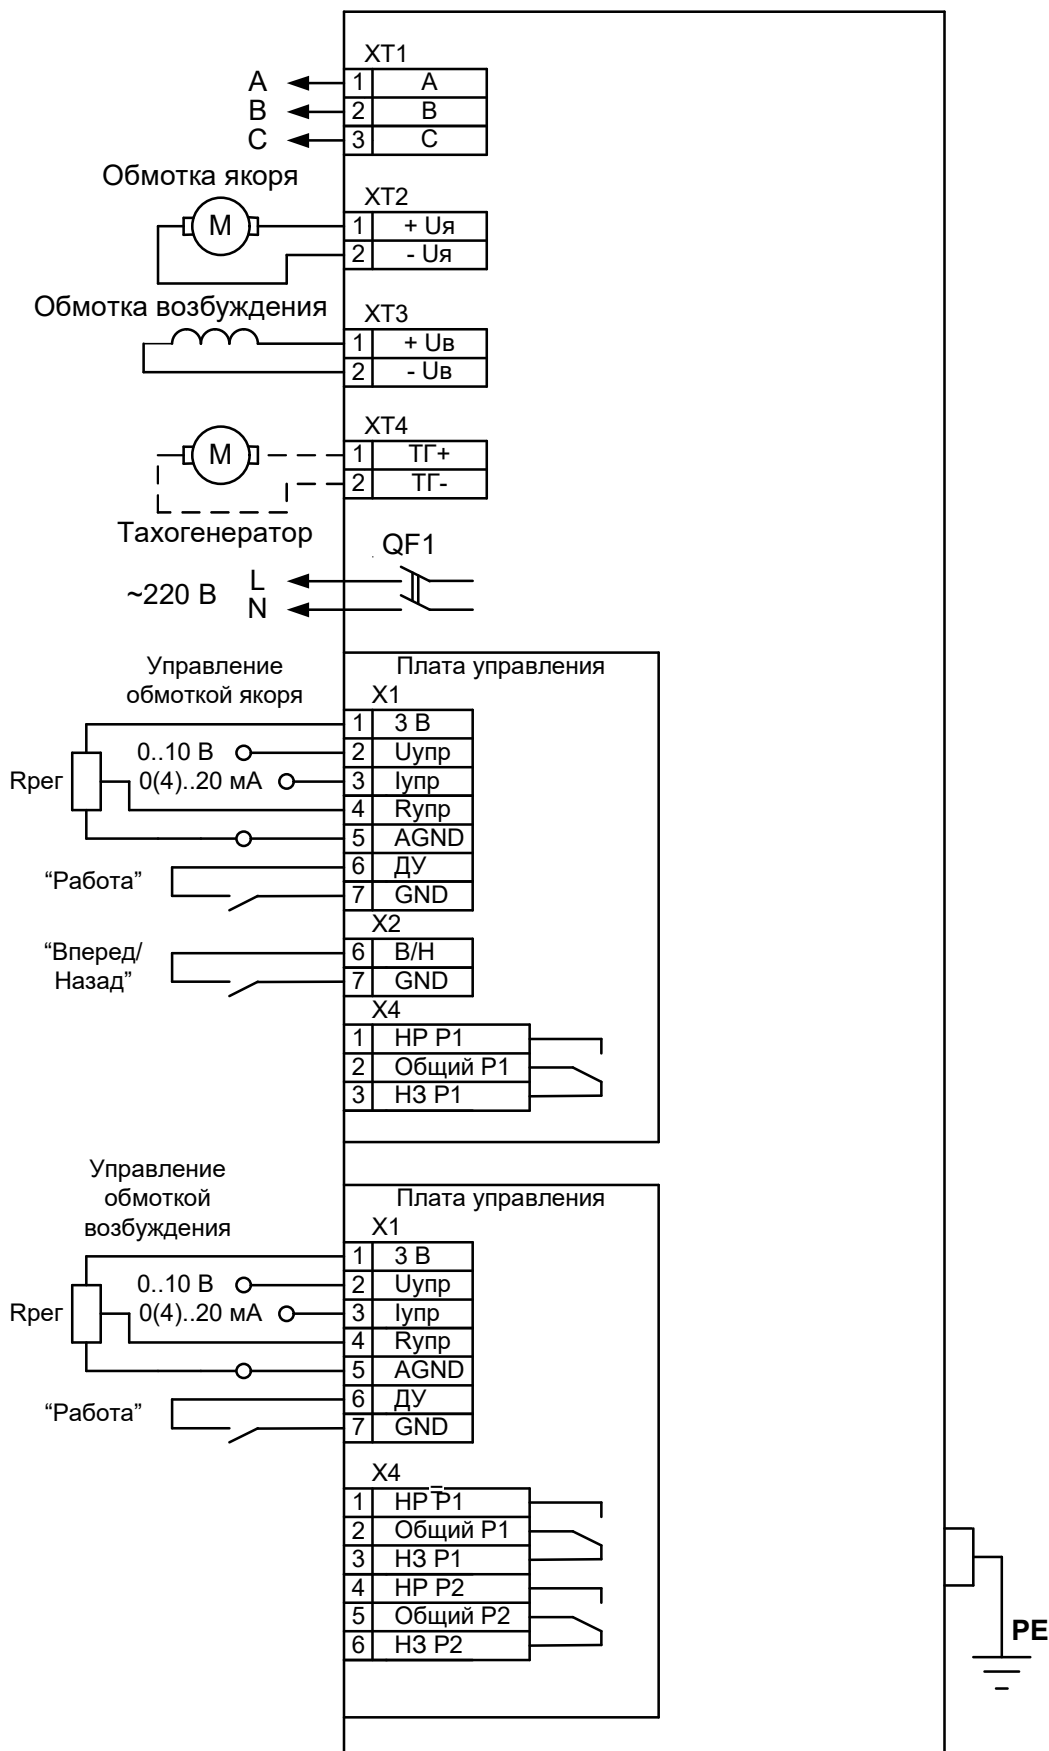 XT1
A 1 A
B 2 B
C 3 C
Обмотка якоря
XT2
M 1 + Uя
2 - Uя
Обмотка возбуждения
XT3
1 + Uв
2 - Uв
XT4
M 1 ТГ+
2 ТГ-
Тахогенератор
QF1
~220 В L
N
Управление
обмоткой якоря
Плата управления
X1
1 3 В
0..10 В 2 Uупр
Rрег 0(4)..20 мА 3 Iупр
4 Rупр
5 AGND
“Работа” 6 ДУ
7 GND
X2
“Вперед/
Назад”
6 В/Н
7 GND
X4
1 НР Р1
2 Общий Р1
3 НЗ Р1
Управление
обмоткой
возбуждения
Плата управления
X1
1 3 В
0..10 В 2 Uупр
Rрег 0(4)..20 мА 3 Iупр
4 Rупр
5 AGND
“Работа” 6 ДУ
7 GND
X4
1 НР Р1
2 Общий Р1
3 НЗ Р1
4 НР Р2
5 Общий Р2
6 НЗ Р2
PE